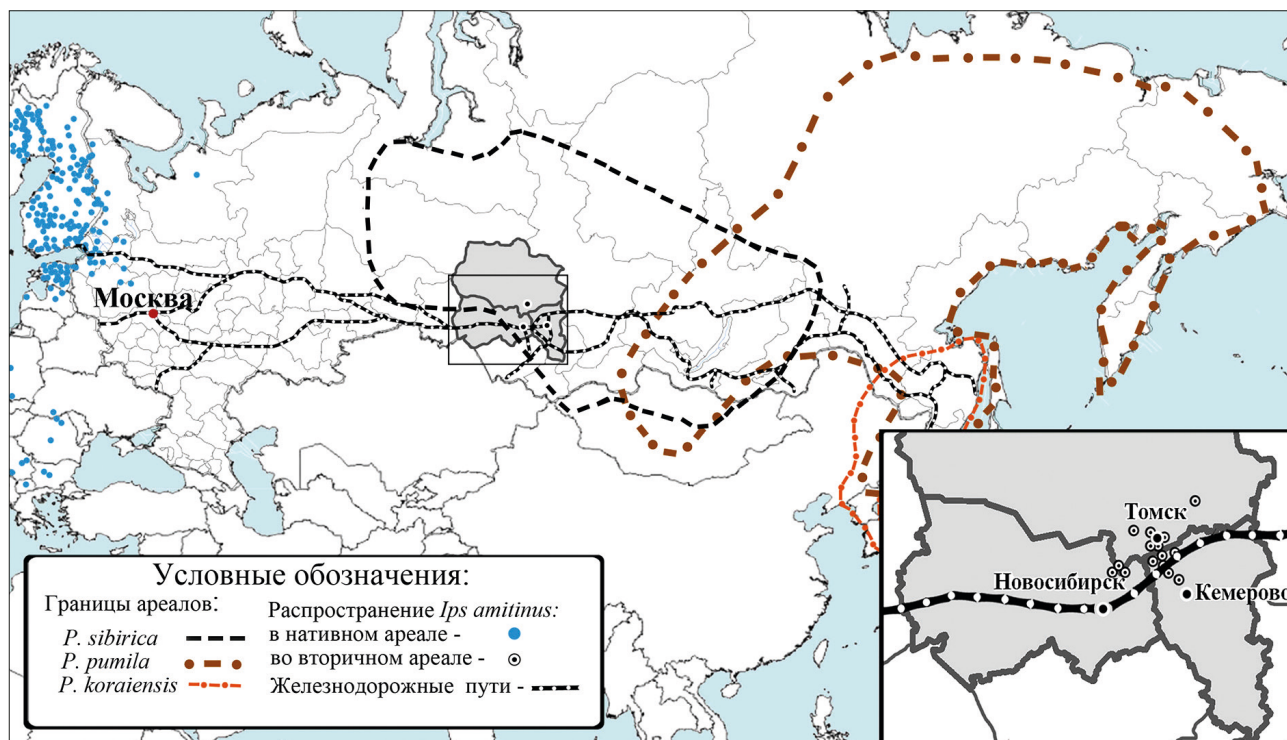 Москва
Томск
Новосибирск
Кемерово
Условные обозначения:
Границы ареалов:
P. sibirica
P. pumila
P. koraiensis
Распространение Ips amitinus:
в нативном ареале -
во вторичном ареале -
Железнодорожные пути -